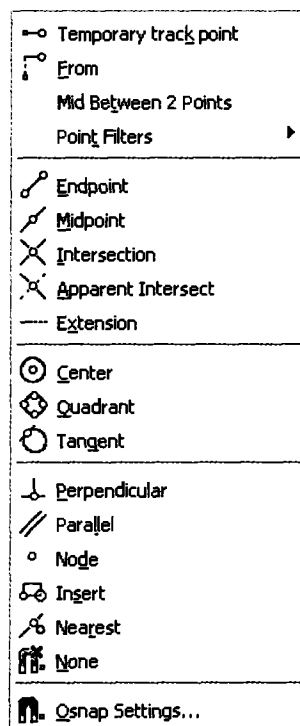 Temporary track point
From
Mid Between 2 Points
Point Filters
Endpoint
Midpoint
Intersection
Apparent Intersect
Extension
Center
Quadrant
Tangent
Perpendicular
Parallel
Node
Insert
Nearest
None
Osnap Settings...